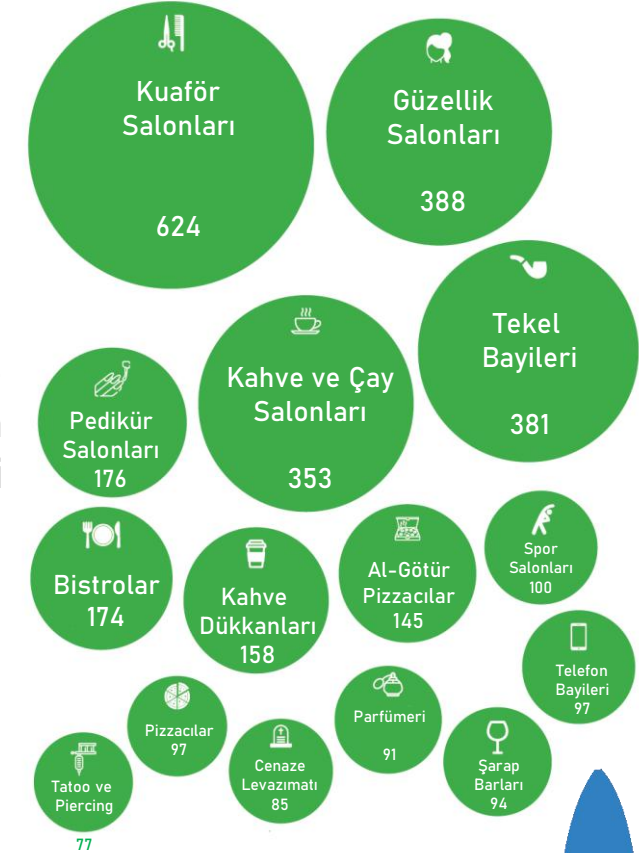 Kuaför
Salonları
624
Güzellik
Salonları
388
Tekel
Bayileri
381
Kahve ve Çay
Salonları
353
Pedikür
Salonları
176
Bistrolar
174
Kahve
Dükkanları
158
Al-Götür
Pizzacılar
145
Spor
Salonları
100
Telefon
Bayileri
97
Pizzacılar
97
Parfümeri
91
Şarap
Barları
94
Cenaze
Levazımatı
85
Tatoo ve
Piercing
77